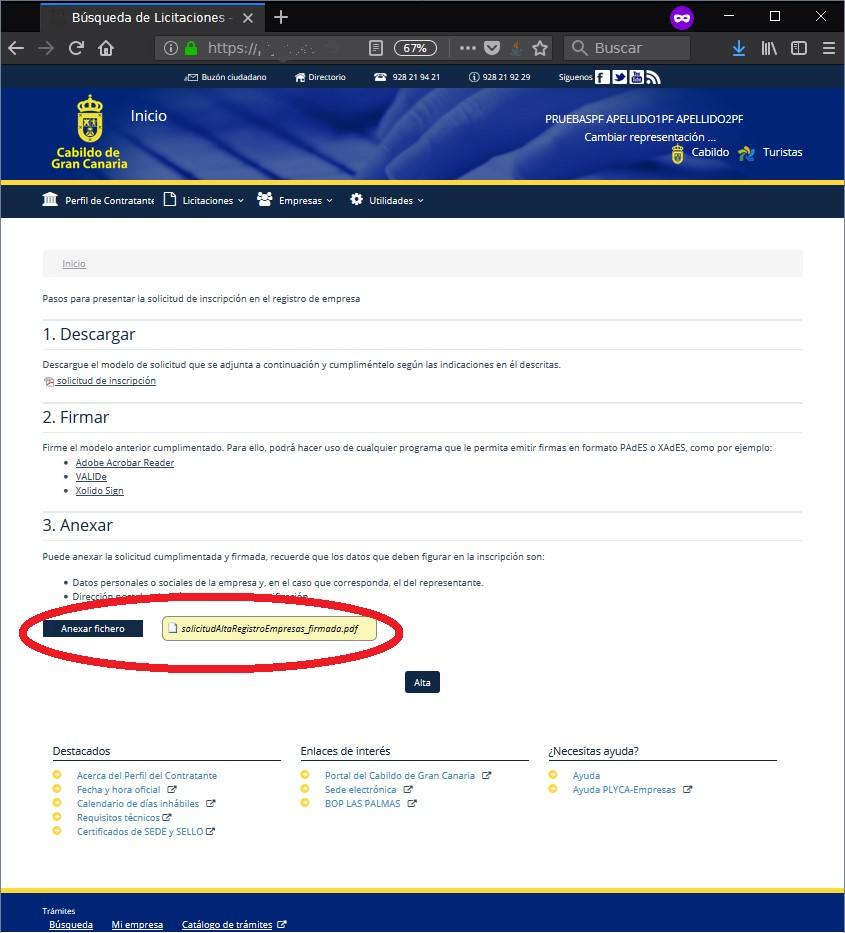 Búsqueda de Licitaciones -
https://
67%
Buscar
Buzón ciudadano
Directorio
928 21 94 21
928 21 92 29
Síguenos
Inicio
PRUEBASPF APELLIDO1PF APELLIDO2PF
Cambiar representación ...
Cabildo
Turistas
Cabildo de
Gran Canaria
Perfil de Contratante
Licitaciones
Empresas
Utilidades
Inicio
Pasos para presentar la solicitud de inscripción en el registro de empresa
1. Descargar
Descargue el modelo de solicitud que se adjunta a continuación y cumpliméntelo según las indicaciones en él descritas.
solicitud de inscripción
2. Firmar
Firme el modelo anterior cumplimentado. Para ello, podrá hacer uso de cualquier programa que le permita emitir firmas en formato PAdES o XAdES, como por ejemplo:
Adobe Acrobar Reader
VALIDe
Xolido Sign
3. Anexar
Puede anexar la solicitud cumplimentada y firmada, recuerde que los datos que deben figurar en la inscripción son:
Datos personales o sociales de la empresa y, en el caso que corresponda, el del representante.
Dirección
Anexar fichero
solicitudAltaRegistroEmpresas_firmada.pdf
Alta
Destacados
Acerca del Perfil del Contratante
Fecha y hora oficial
Calendario de días inhábiles
Requisitos técnicos
Certificados de SEDE y SELLO
Enlaces de interés
Portal del Cabildo de Gran Canaria
Sede electrónica
BOP LAS PALMAS
¿Necesitas ayuda?
Ayuda
Ayuda PLYCA-Empresas
Trámites
Búsqueda
Mi empresa
Catálogo de trámites